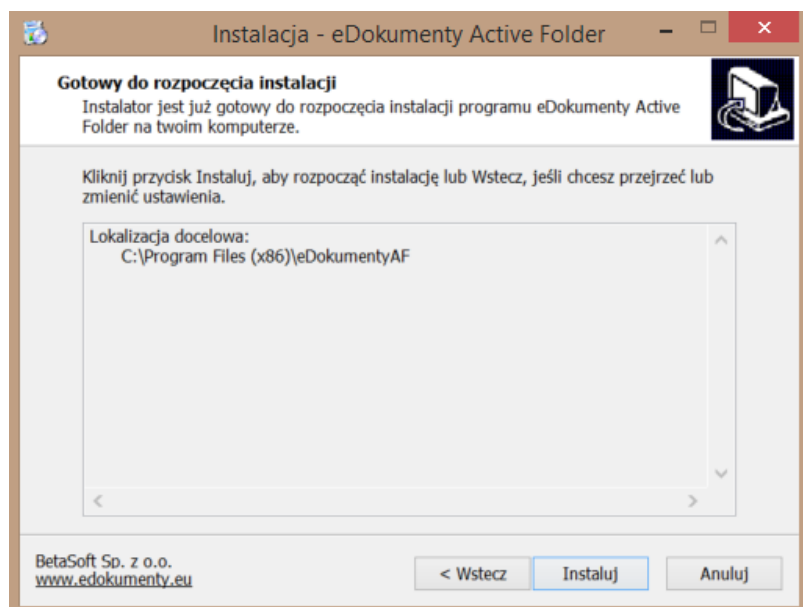 Instalacja - eDokumenty Active Folder
Gotowy do rozpoczęcia instalacji
Instalator jest już gotowy do rozpoczęcia instalacji programu eDokumenty Active
Folder na twoim komputerze.
Kliknij przycisk Instaluj, aby rozpocząć instalację lub Wstecz, jeśli chcesz przejrzeć lub
zmienić ustawienia.
Lokalizacja docelowa:
C:\Program Files (x86)\eDokumentyAF
BetaSoft Sp. z o.o.
www.edokumenty.eu
< Wstecz
Instaluj
Anuluj